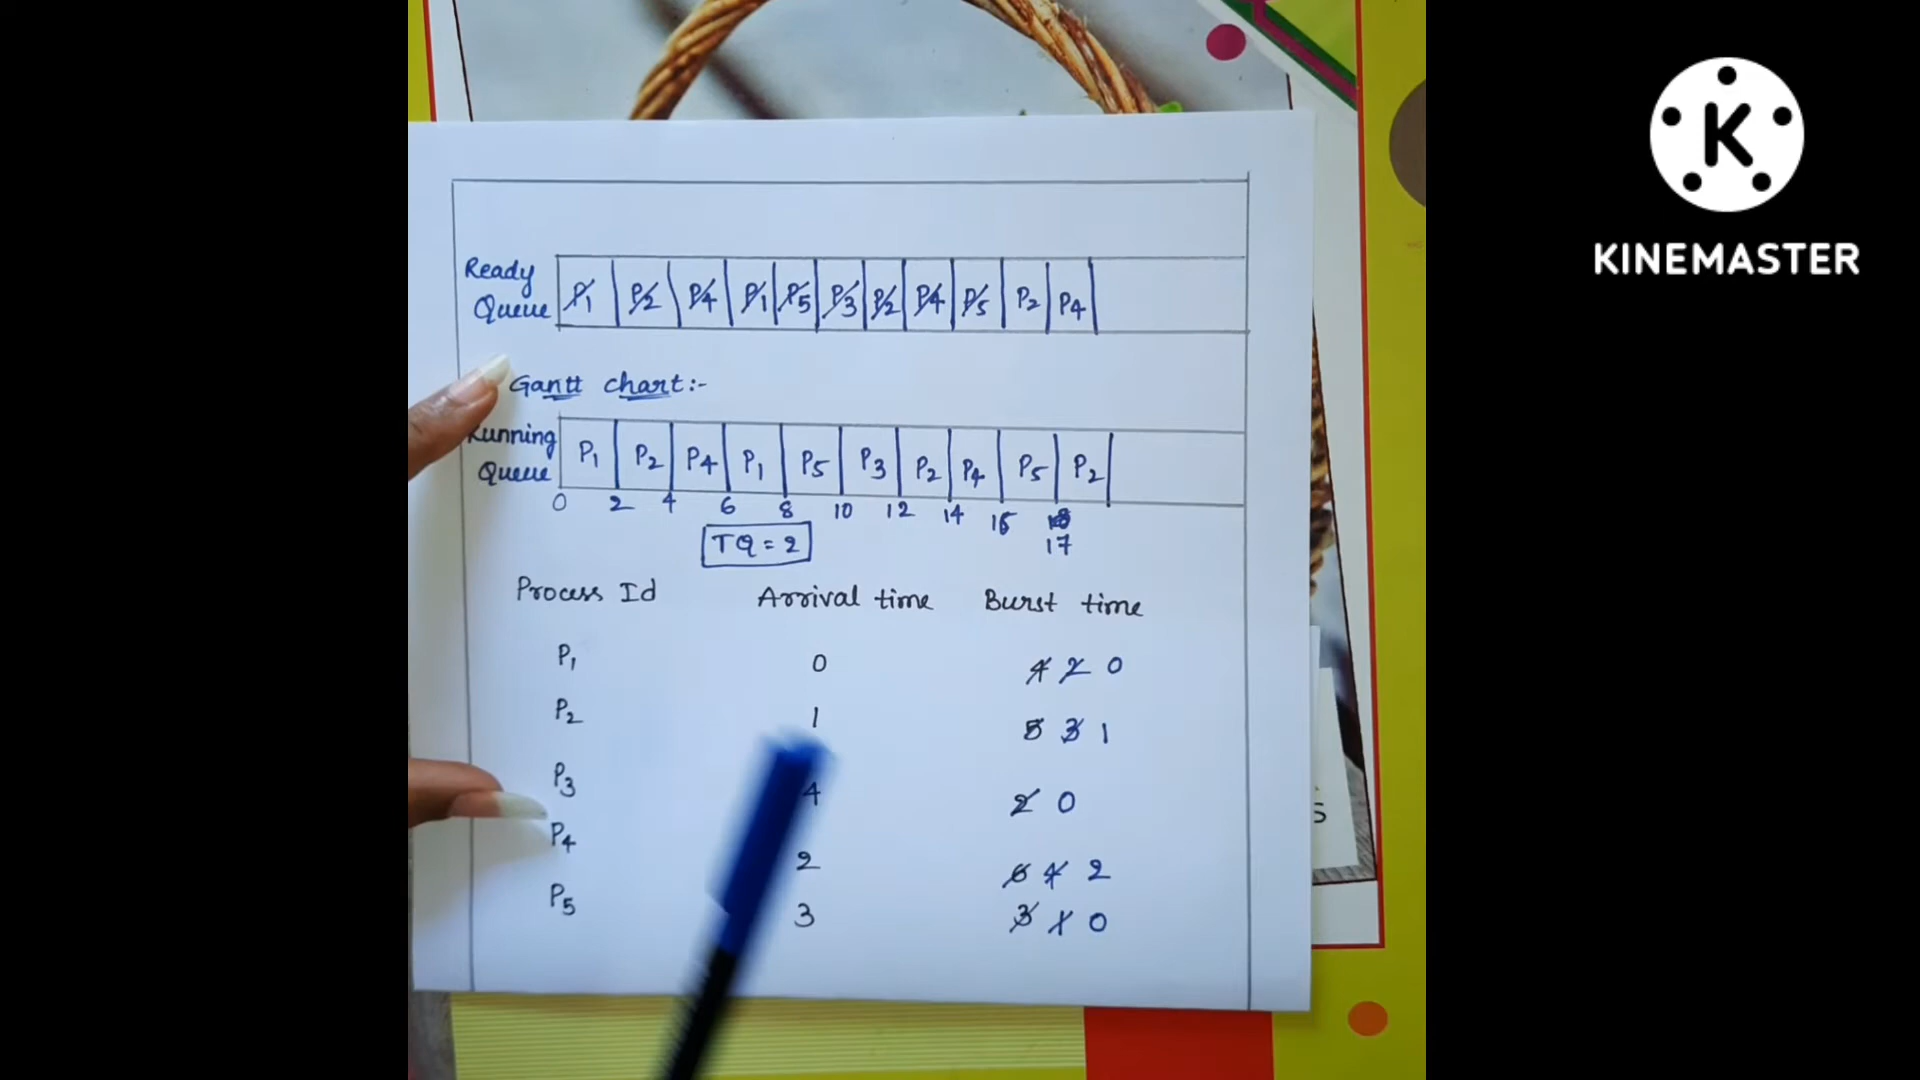 KINEMASTER
Ready Queue P1 P2 P4 P1 P5 P3 P2 P4 P5 P2 P4
Gantt chart:-
Running Queue P1 P2 P4 P1 P5 P3 P2 P4 P5 P2
0 2 4 6 8 10 12 14 16 18
17
TQ = 2
Process Id Arrival time Burst time
P1 0 4 2 0
P2 1 5 3 1
P3 4 2 0
P4 2 6 4 2
P5 3 3 1 0
5